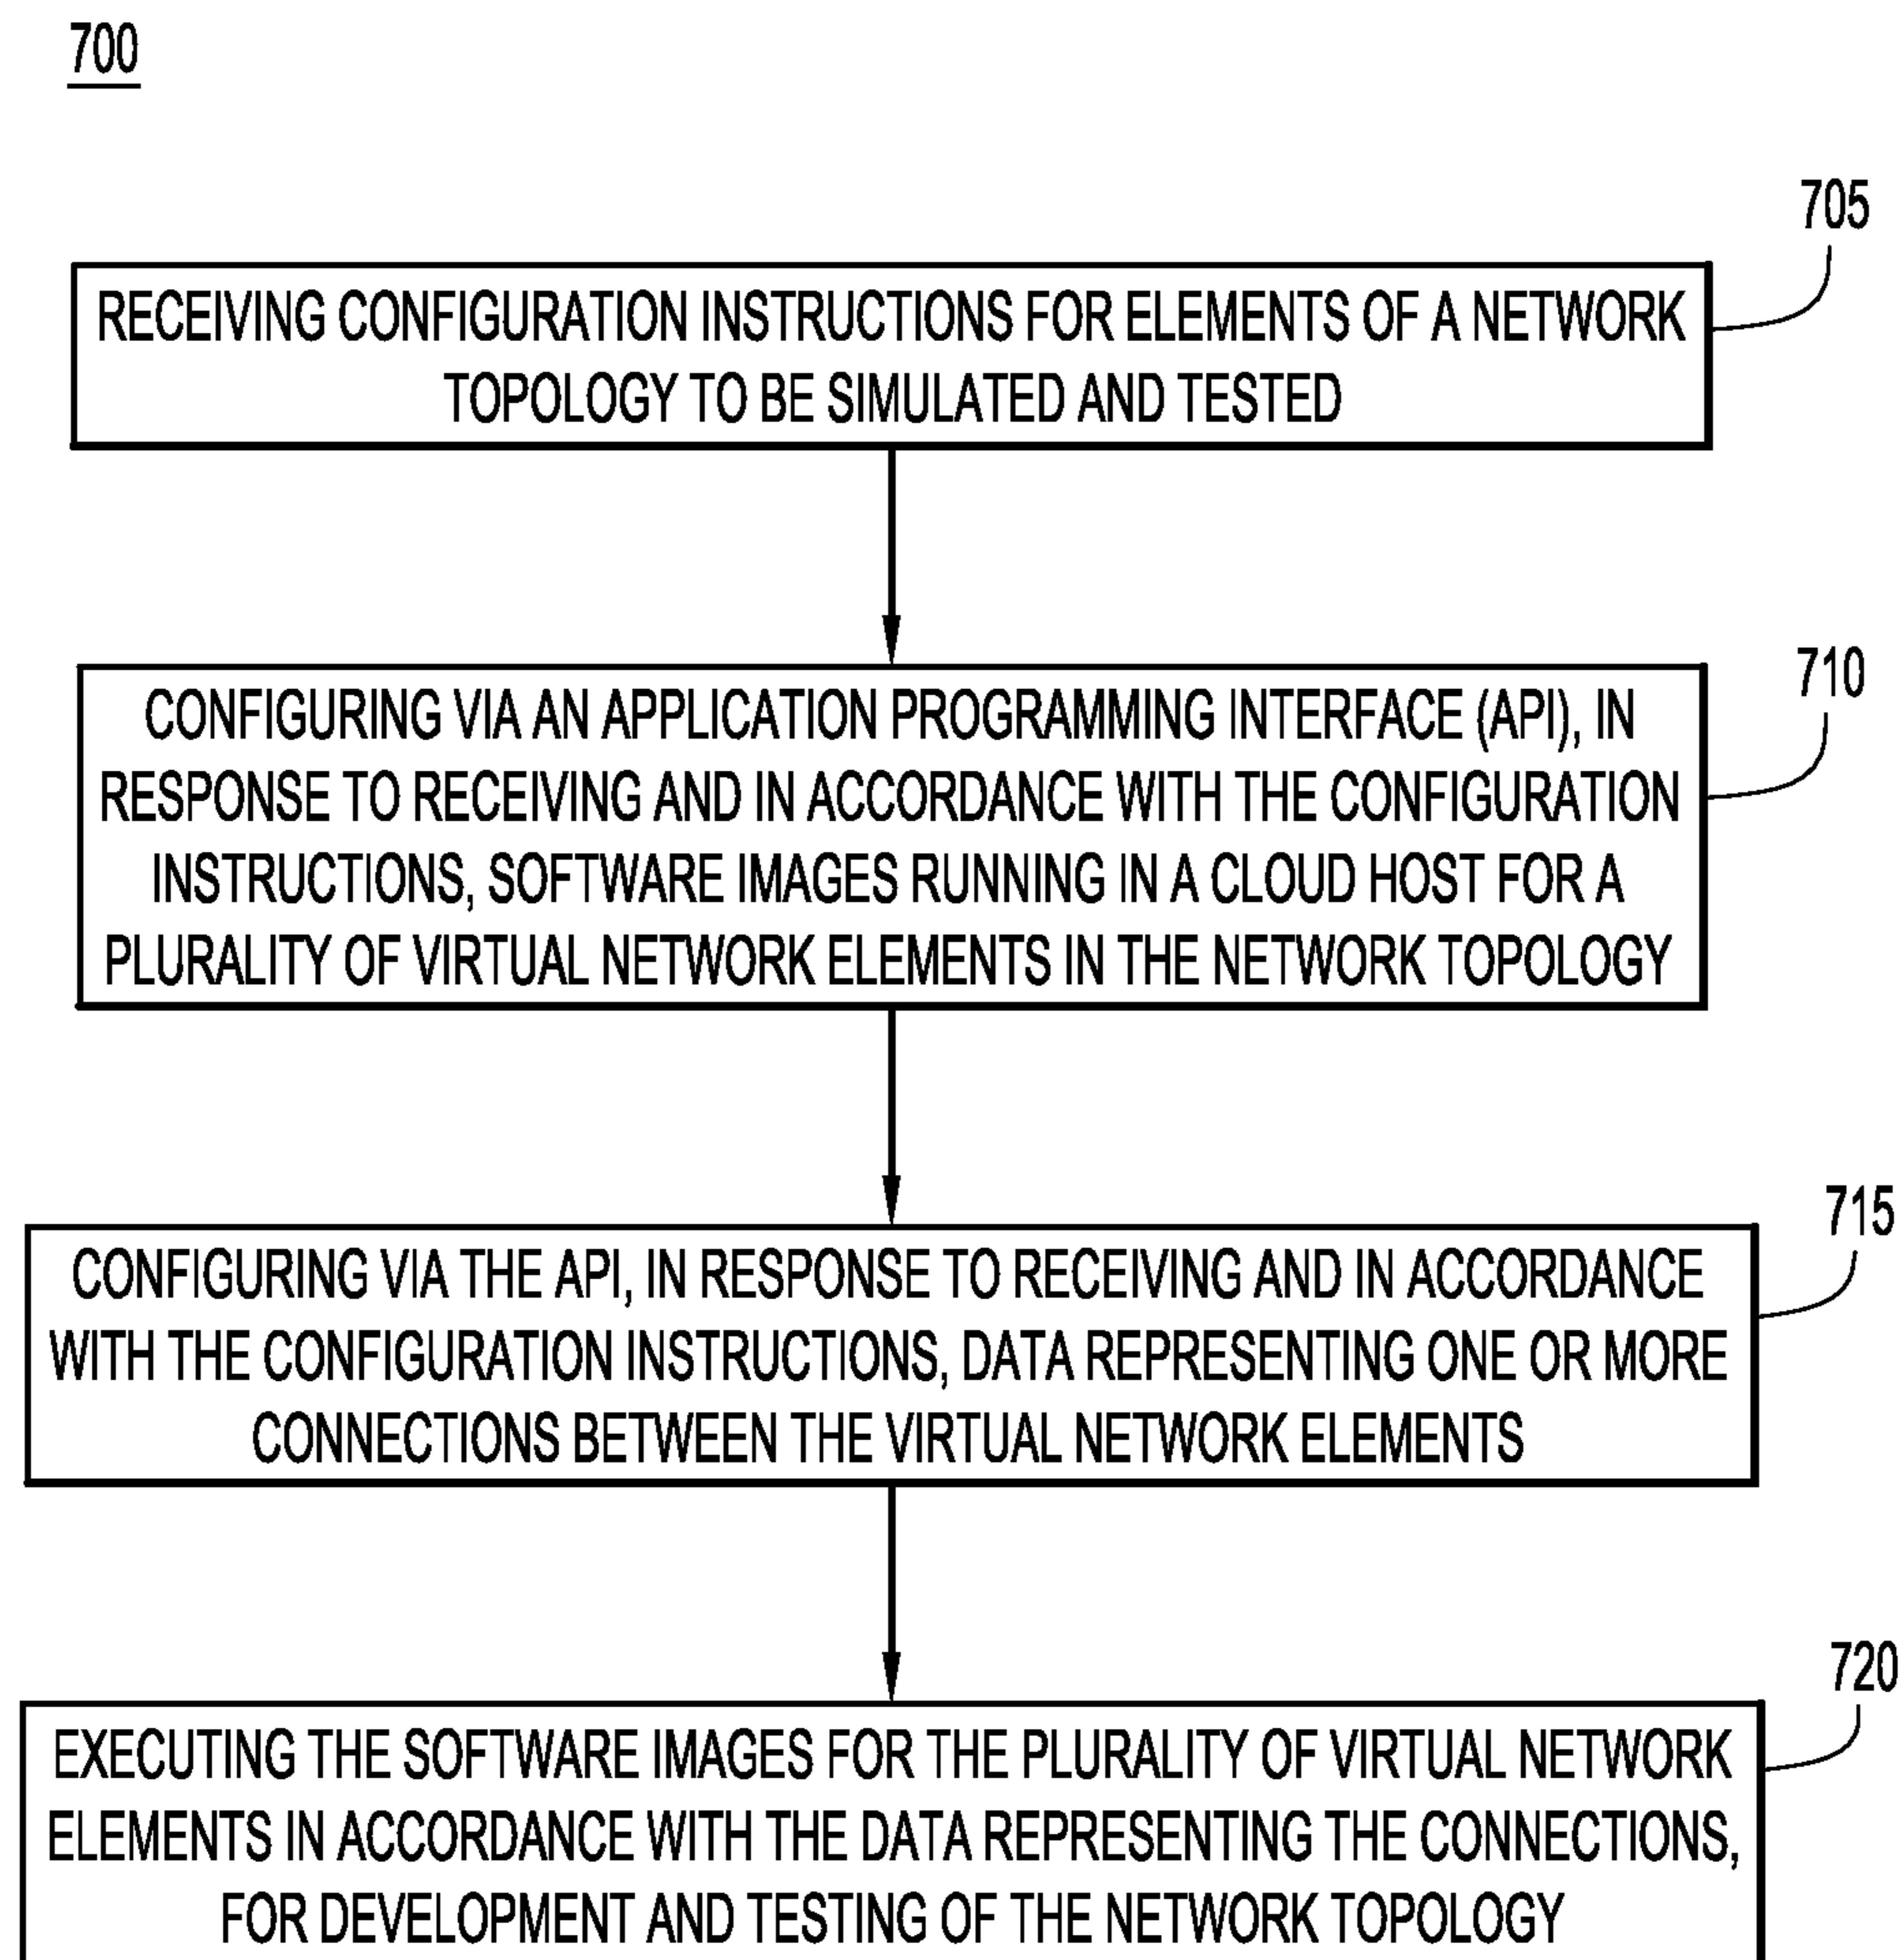 700
705
RECEIVING CONFIGURATION INSTRUCTIONS FOR ELEMENTS OF A NETWORK
TOPOLOGY TO BE SIMULATED AND TESTED
710
CONFIGURING VIA AN APPLICATION PROGRAMMING INTERFACE (API), IN
RESPONSE TO RECEIVING AND IN ACCORDANCE WITH THE CONFIGURATION
INSTRUCTIONS, SOFTWARE IMAGES RUNNING IN A CLOUD HOST FOR A
PLURALITY OF VIRTUAL NETWORK ELEMENTS IN THE NETWORK TOPOLOGY
715
CONFIGURING VIA THE API, IN RESPONSE TO RECEIVING AND IN ACCORDANCE
WITH THE CONFIGURATION INSTRUCTIONS, DATA REPRESENTING ONE OR MORE
CONNECTIONS BETWEEN THE VIRTUAL NETWORK ELEMENTS
720
EXECUTING THE SOFTWARE IMAGES FOR THE PLURALITY OF VIRTUAL NETWORK
ELEMENTS IN ACCORDANCE WITH THE DATA REPRESENTING THE CONNECTIONS,
FOR DEVELOPMENT AND TESTING OF THE NETWORK TOPOLOGY